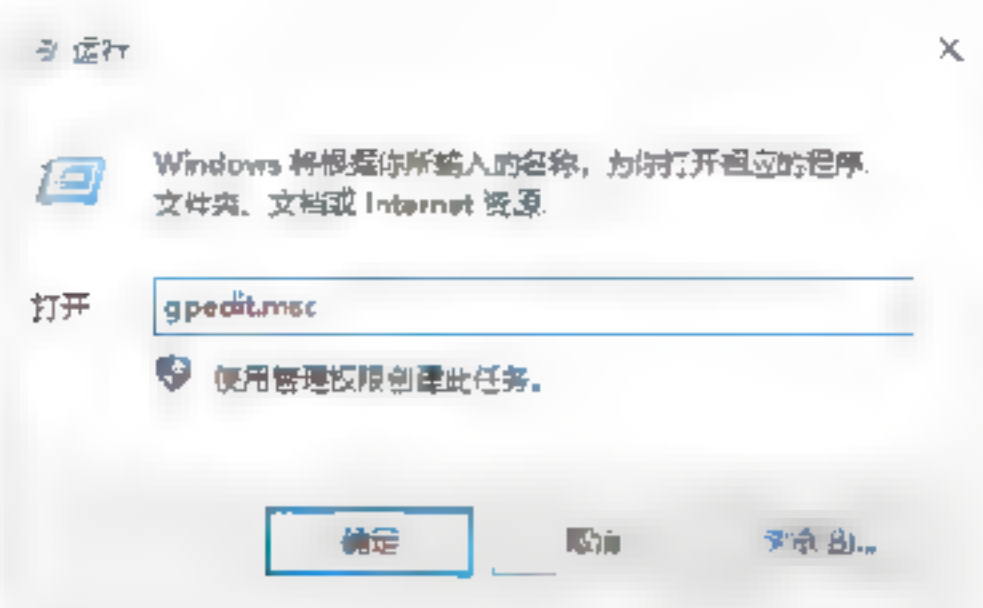 运行
Windows 将根据你所输入的名称，为你打开相应的程序、
文件夹、文档或 Internet 资源。
打开
gpedit.msc
使用管理权限创建此任务。
确定 取消